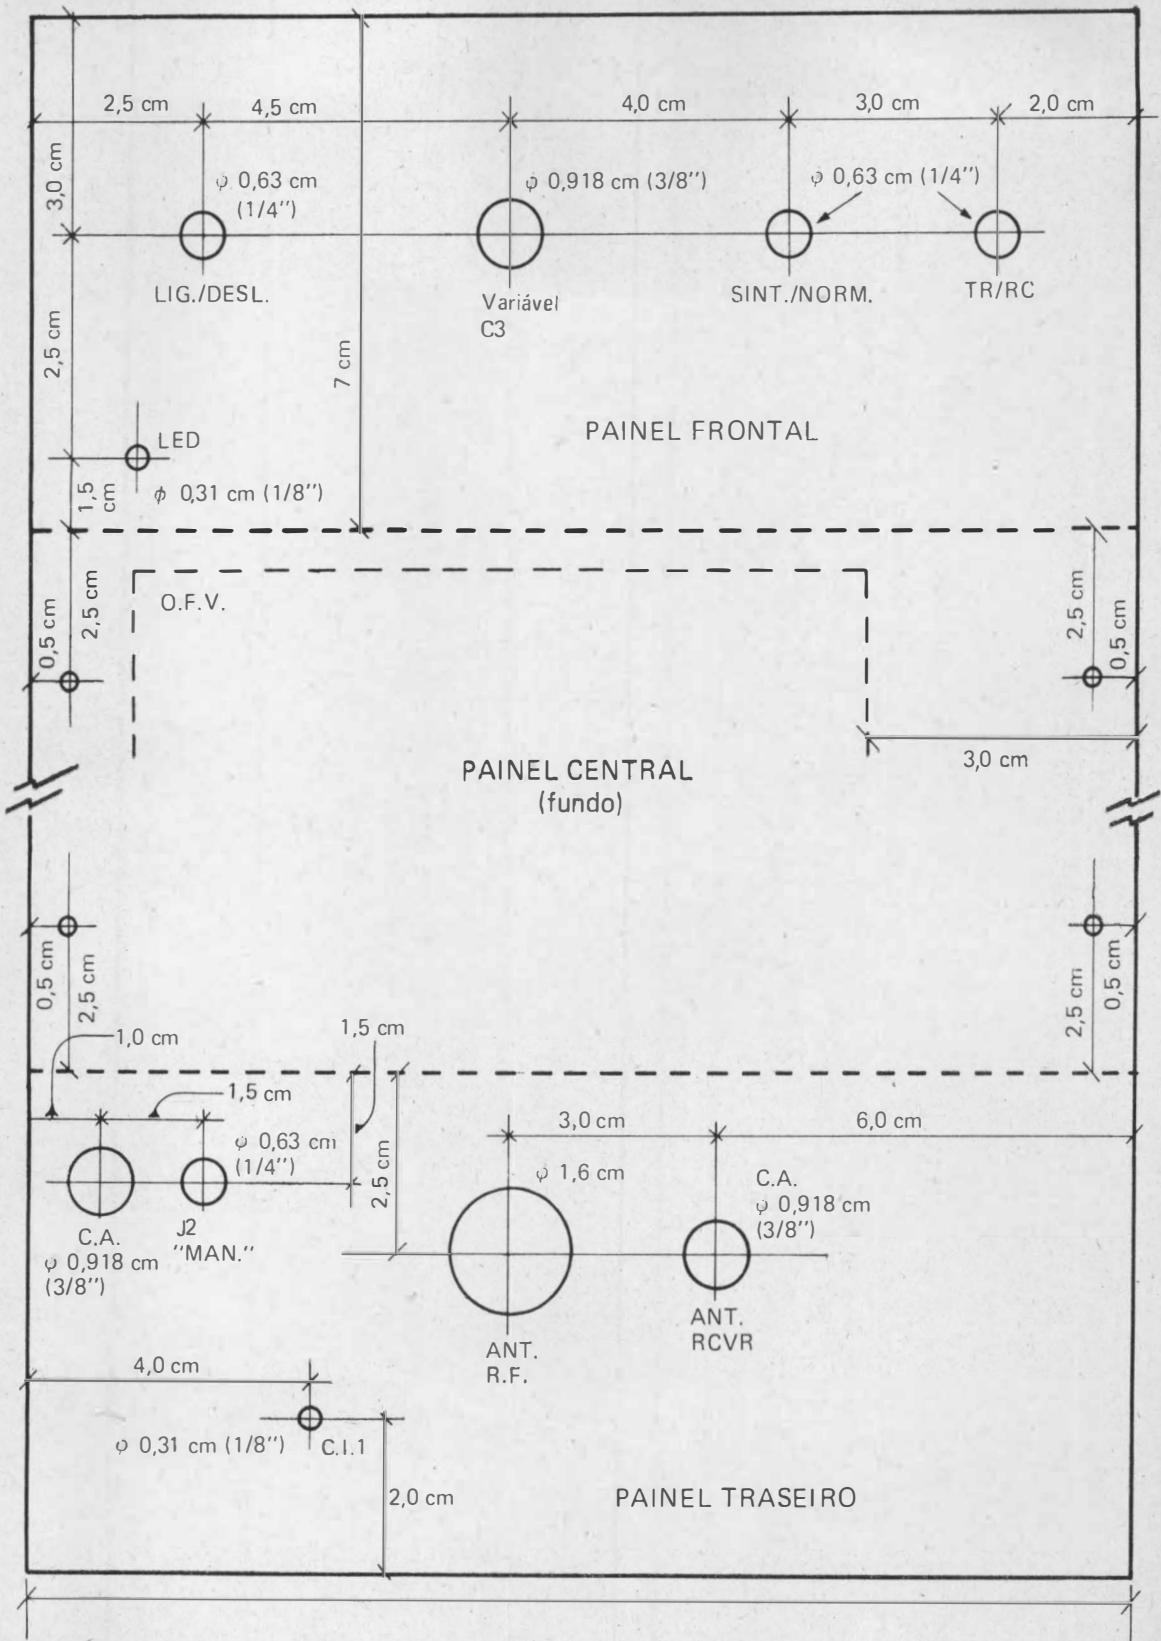 2,5 cm
4,5 cm
4,0 cm
3,0 cm
2,0 cm
3,0 cm
φ 0,63 cm
(1/4")
φ 0,918 cm (3/8")
φ 0,63 cm (1/4")
LIG./DESL.
Variável
C3
SINT./NORM.
TR/RC
2,5 cm
7 cm
PAINEL FRONTAL
LED
φ 0,31 cm (1/8")
1,5
cm
O.F.V.
0,5 cm
2,5 cm
2,5 cm
0,5 cm
3,0 cm
PAINEL CENTRAL
(fundo)
0,5 cm
2,5 cm
2,5 cm
0,5 cm
1,0 cm
1,5 cm
1,5 cm
3,0 cm
6,0 cm
φ 0,63 cm
(1/4")
2,5 cm
φ 1,6 cm
C.A.
φ 0,918 cm
(3/8")
C.A.
φ 0,918 cm
(3/8")
J2
"MAN."
ANT.
R.F.
ANT.
RCVR
4,0 cm
φ 0,31 cm (1/8")
C.I.1
2,0 cm
PAINEL TRASEIRO